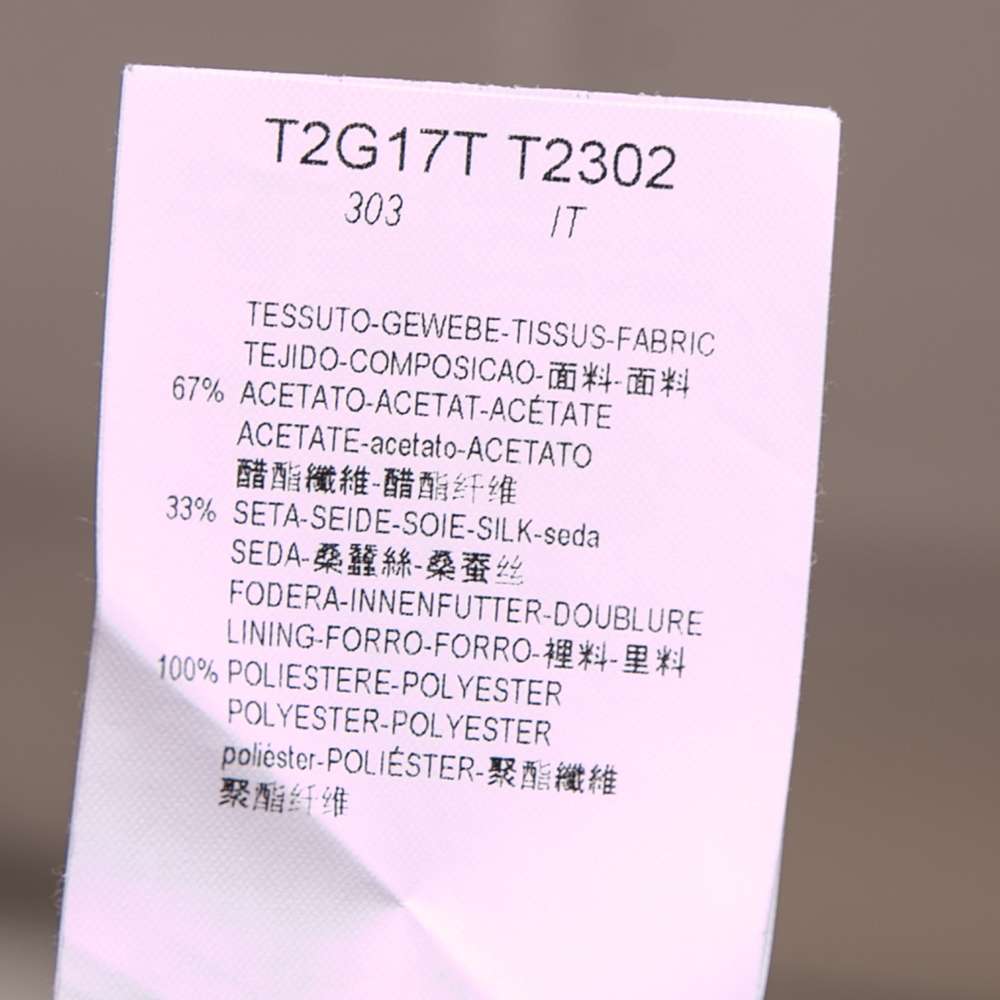 T2G17T T2302
303 IT
TESSUTO-GEWEBE-TISSUS-FABRIC
TEJIDO-COMPOSICAO-面料-面料
67% ACETATO-ACETAT-ACÉTATE
ACETATE-acetato-ACETATO
醋酯纖維-醋酯纤维
33% SETA-SEIDE-SOIE-SILK-seda
SEDA-桑蠶絲-桑蚕丝
FODERA-INNENFUTTER-DOUBLURE
LINING-FORRO-FORRO-裡料-里料
100% POLIESTERE-POLYESTER
POLYESTER-POLYESTER
poliéster-POLIÉSTER-聚酯纖維
聚酯纤维